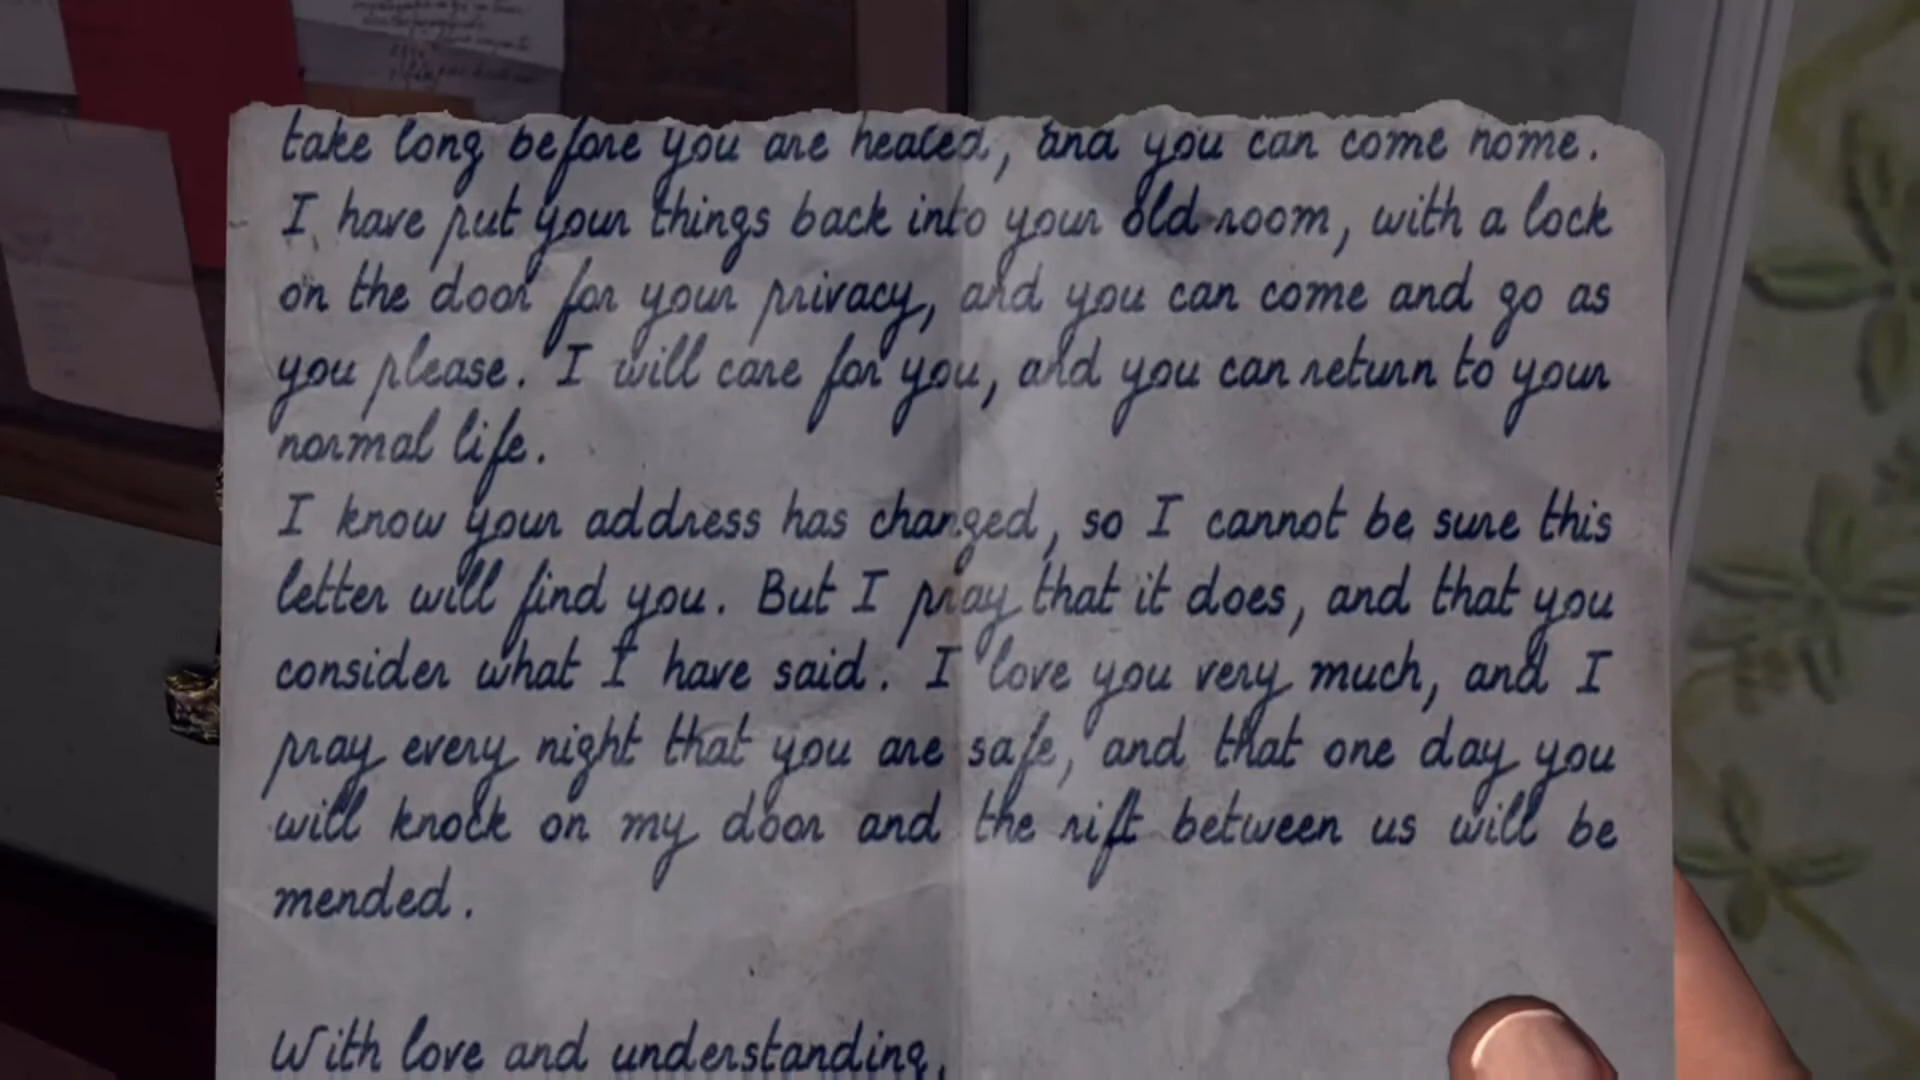 take long before you are healed, and you can come home.
I have put your things back into your old room, with a lock
on the door for your privacy, and you can come and go as
you please. I will care for you, and you can return to your
normal life.
I know your address has changed, so I cannot be sure this
letter will find you. But I pray that it does, and that you
consider what I have said. I love you very much, and I
pray every night that you are safe, and that one day you
will knock on my door and the rift between us will be
mended.
With love and understanding,